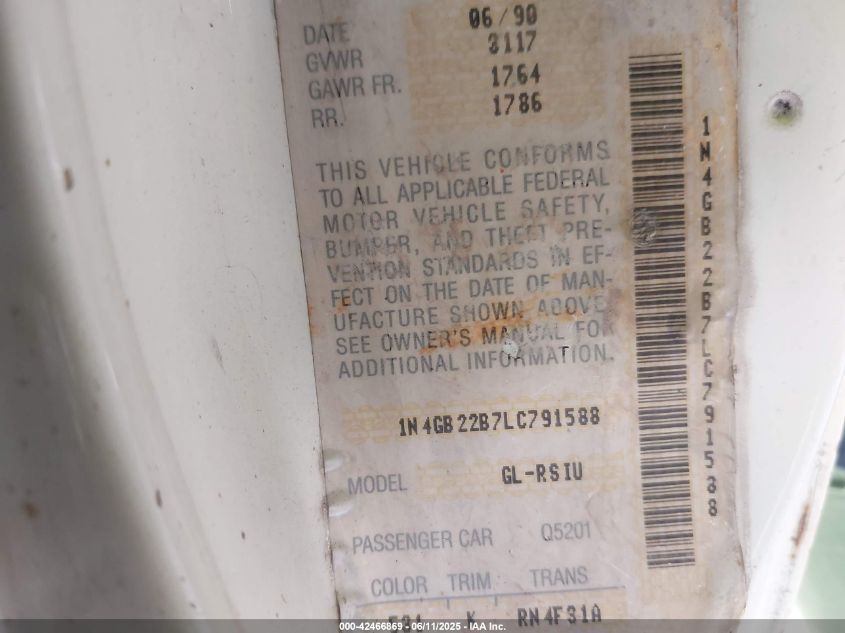 DATE 06/90
GVWR 3117
GAWR FR. 1764
RR. 1786
THIS VEHICLE CONFORMS
TO ALL APPLICABLE FEDERAL
MOTOR VEHICLE SAFETY,
BUMPER, AND THEFT PRE-
VENTION STANDARDS IN EF-
FECT ON THE DATE OF MAN-
UFACTURE SHOWN ABOVE
SEE OWNER'S MANUAL FOR
ADDITIONAL INFORMATION.
1N4GB22B7LC791588
MODEL GL-RSIU
PASSENGER CAR Q5201
COLOR TRIM TRANS
K RN4F31A
1N4GB22B7LC791588
000-42466869 - 06/11/2025 - IAA Inc.